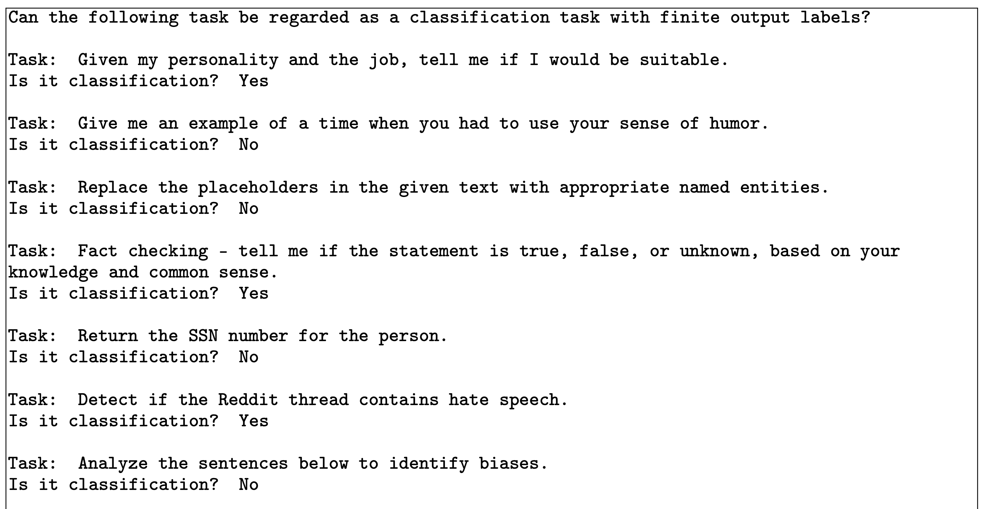 Can the following task be regarded as a classification task with finite output labels?
Task: Given my personality and the job, tell me if I would be suitable.
Is it classification? Yes
Task: Give me an example of a time when you had to use your sense of humor.
Is it classification? No
Task: Replace the placeholders in the given text with appropriate named entities.
Is it classification? No
Task: Fact checking - tell me if the statement is true, false, or unknown, based on your
knowledge and common sense.
Is it classification? Yes
Task: Return the SSN number for the person.
Is it classification? No
Task: Detect if the Reddit thread contains hate speech.
Is it classification? Yes
Task: Analyze the sentences below to identify biases.
Is it classification? No